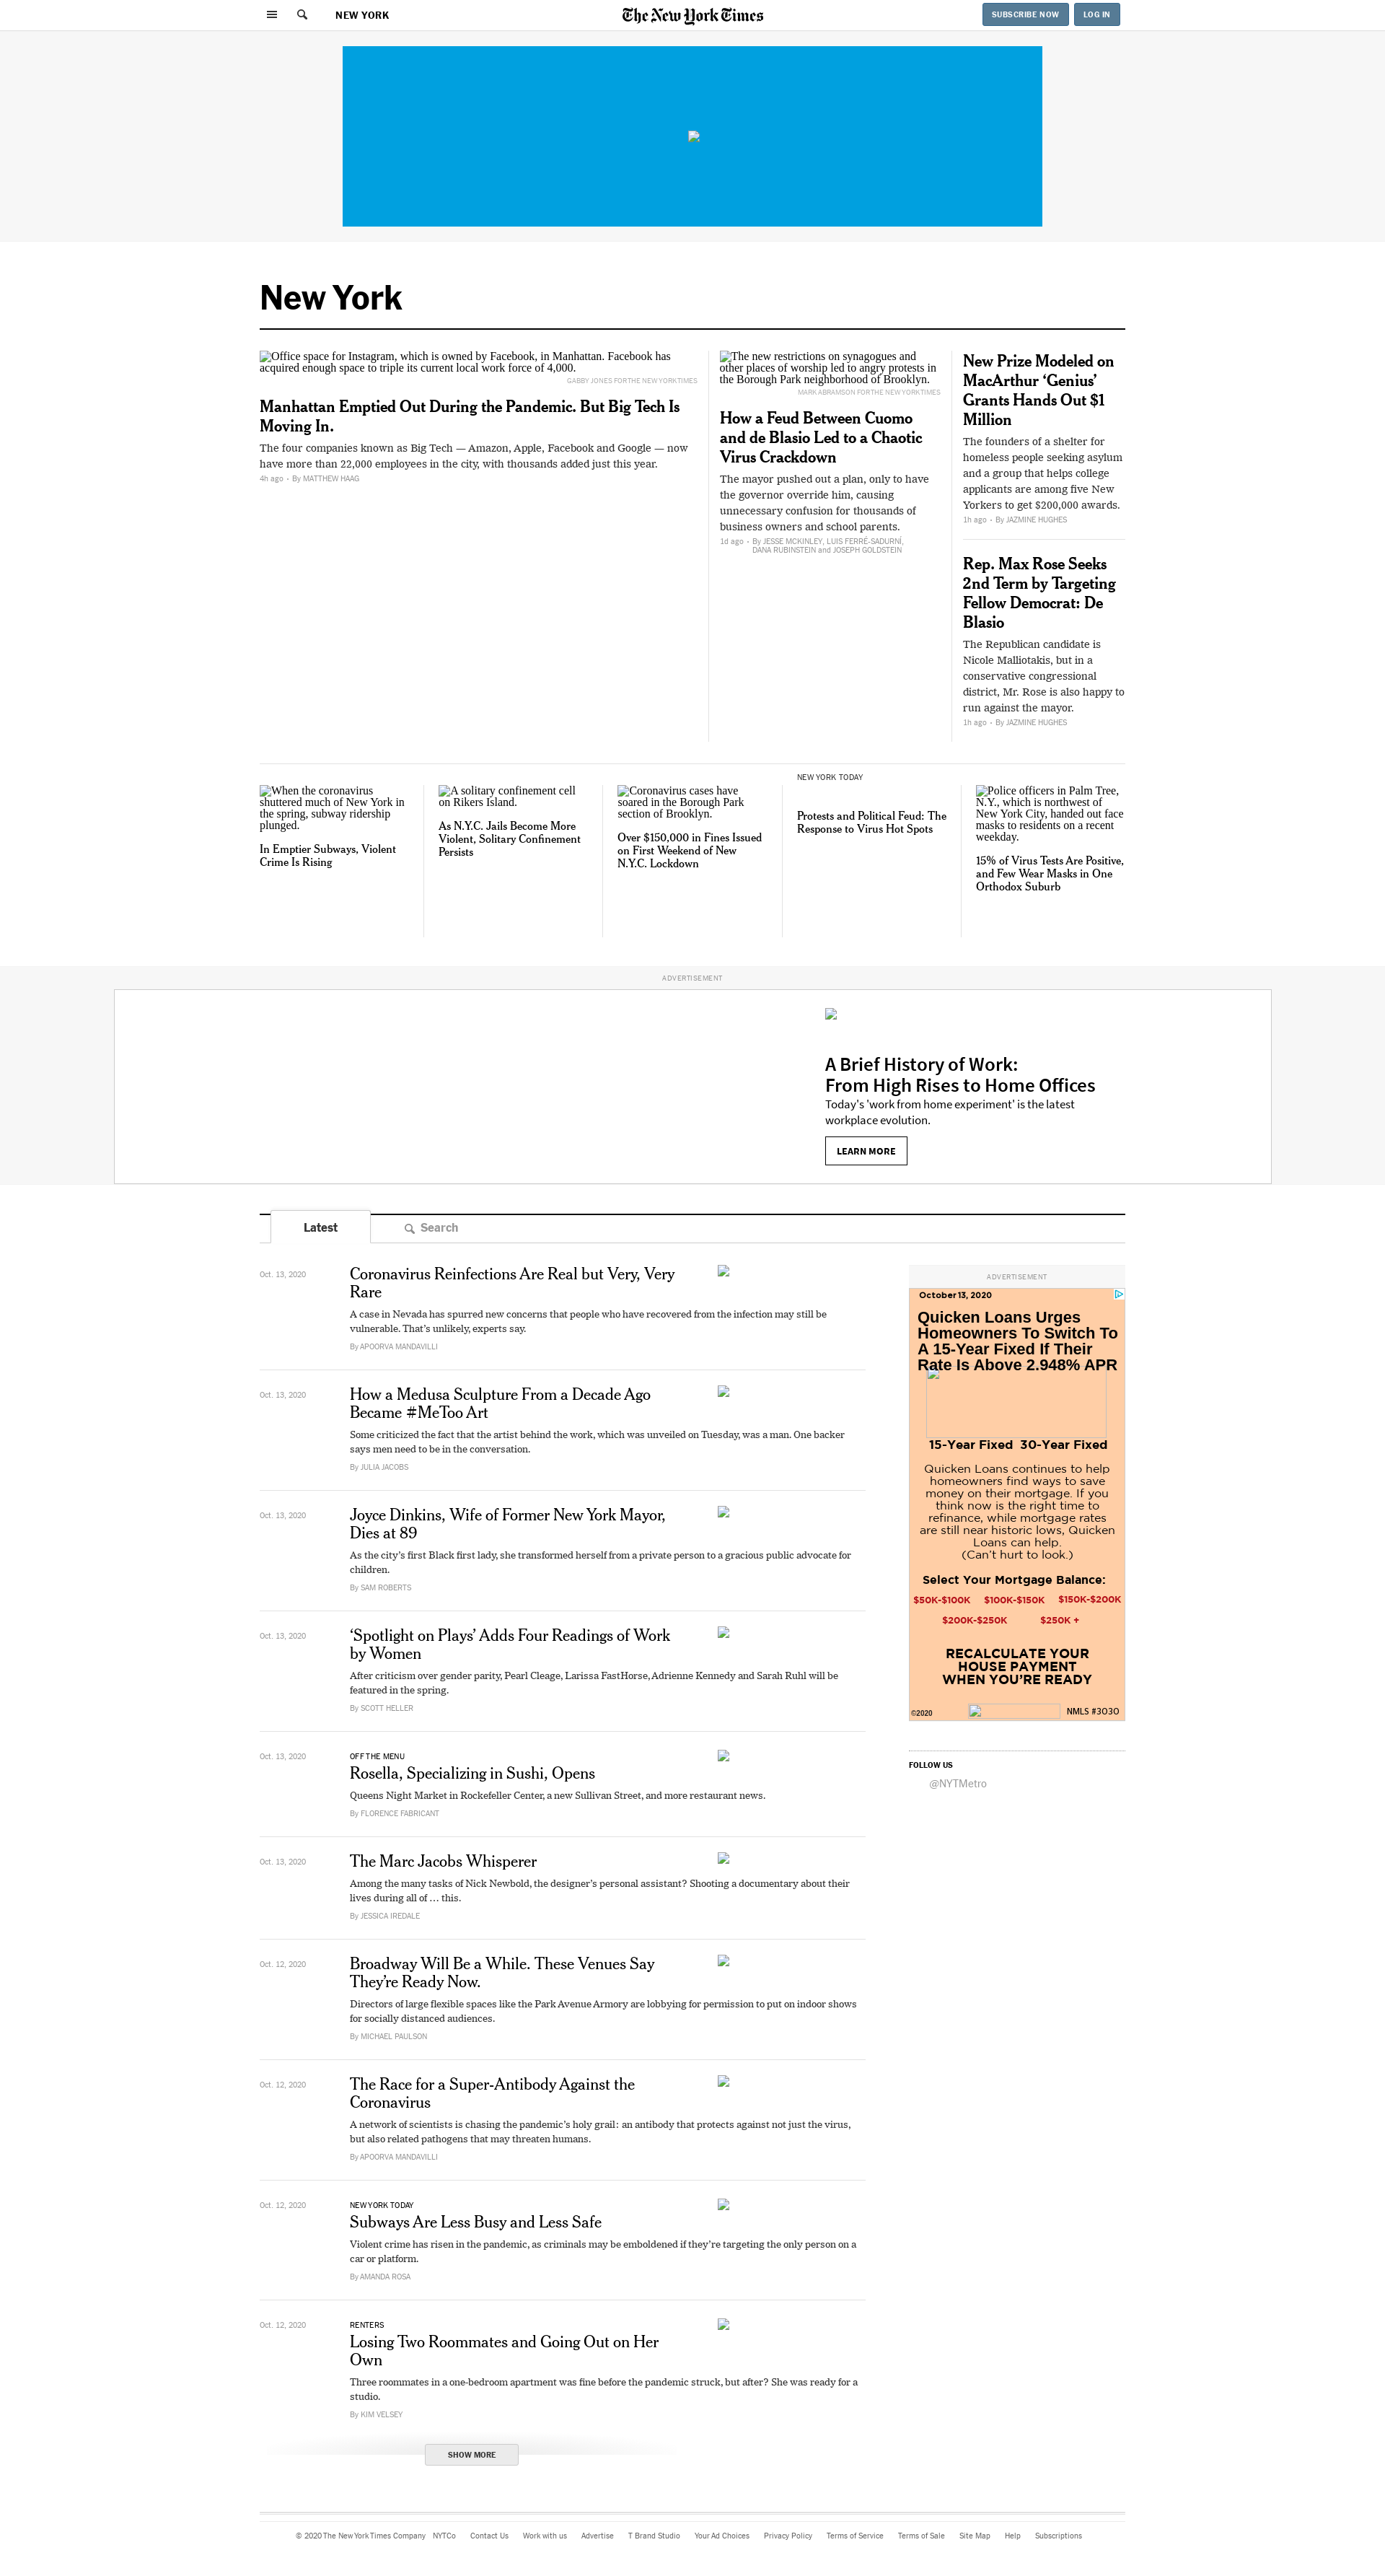 NEW YORK
The New York Times
SUBSCRIBE NOW
LOG IN
New York
Office space for Instagram, which is owned by Facebook, in Manhattan. Facebook has
acquired enough space to triple its current local work force of 4,000.
GABBY JONES FOR THE NEW YORK TIMES
Manhattan Emptied Out During the Pandemic. But Big Tech Is
Moving In.
The four companies known as Big Tech — Amazon, Apple, Facebook and Google — now
have more than 22,000 employees in the city, with thousands added just this year.
4h ago • By MATTHEW HAAG
The new restrictions on synagogues and
other places of worship led to angry protests in
the Borough Park neighborhood of Brooklyn.
MARK ABRAMSON FOR THE NEW YORK TIMES
How a Feud Between Cuomo
and de Blasio Led to a Chaotic
Virus Crackdown
The mayor pushed out a plan, only to have
the governor override him, causing
unnecessary confusion for thousands of
business owners and school parents.
1d ago • By JESSE MCKINLEY, LUIS FERRÉ-SADURNÍ,
DANA RUBINSTEIN and JOSEPH GOLDSTEIN
New Prize Modeled on
MacArthur ‘Genius’
Grants Hands Out $1
Million
The founders of a shelter for
homeless people seeking asylum
and a group that helps college
applicants are among five New
Yorkers to get $200,000 awards.
1h ago • By JAZMINE HUGHES
Rep. Max Rose Seeks
2nd Term by Targeting
Fellow Democrat: De
Blasio
The Republican candidate is
Nicole Malliotakis, but in a
conservative congressional
district, Mr. Rose is also happy to
run against the mayor.
1h ago • By JAZMINE HUGHES
When the coronavirus
shuttered much of New York in
the spring, subway ridership
plunged.
In Emptier Subways, Violent
Crime Is Rising
A solitary confinement cell
on Rikers Island.
As N.Y.C. Jails Become More
Violent, Solitary Confinement
Persists
Coronavirus cases have
soared in the Borough Park
section of Brooklyn.
Over $150,000 in Fines Issued
on First Weekend of New
N.Y.C. Lockdown
NEW YORK TODAY
Protests and Political Feud: The
Response to Virus Hot Spots
Police officers in Palm Tree,
N.Y., which is northwest of
New York City, handed out face
masks to residents on a recent
weekday.
15% of Virus Tests Are Positive,
and Few Wear Masks in One
Orthodox Suburb
ADVERTISEMENT
A Brief History of Work:
From High Rises to Home Offices
Today's 'work from home experiment' is the latest
workplace evolution.
LEARN MORE
Latest
Search
Oct. 13, 2020
Coronavirus Reinfections Are Real but Very, Very
Rare
A case in Nevada has spurred new concerns that people who have recovered from the infection may still be
vulnerable. That’s unlikely, experts say.
By APOORVA MANDAVILLI
Oct. 13, 2020
How a Medusa Sculpture From a Decade Ago
Became #MeToo Art
Some criticized the fact that the artist behind the work, which was unveiled on Tuesday, was a man. One backer
says men need to be in the conversation.
By JULIA JACOBS
Oct. 13, 2020
Joyce Dinkins, Wife of Former New York Mayor,
Dies at 89
As the city’s first Black first lady, she transformed herself from a private person to a gracious public advocate for
children.
By SAM ROBERTS
Oct. 13, 2020
‘Spotlight on Plays’ Adds Four Readings of Work
by Women
After criticism over gender parity, Pearl Cleage, Larissa FastHorse, Adrienne Kennedy and Sarah Ruhl will be
featured in the spring.
By SCOTT HELLER
Oct. 13, 2020
OFF THE MENU
Rosella, Specializing in Sushi, Opens
Queens Night Market in Rockefeller Center, a new Sullivan Street, and more restaurant news.
By FLORENCE FABRICANT
Oct. 13, 2020
The Marc Jacobs Whisperer
Among the many tasks of Nick Newbold, the designer’s personal assistant? Shooting a documentary about their
lives during all of … this.
By JESSICA IREDALE
Oct. 12, 2020
Broadway Will Be a While. These Venues Say
They’re Ready Now.
Directors of large flexible spaces like the Park Avenue Armory are lobbying for permission to put on indoor shows
for socially distanced audiences.
By MICHAEL PAULSON
Oct. 12, 2020
The Race for a Super-Antibody Against the
Coronavirus
A network of scientists is chasing the pandemic’s holy grail: an antibody that protects against not just the virus,
but also related pathogens that may threaten humans.
By APOORVA MANDAVILLI
Oct. 12, 2020
NEW YORK TODAY
Subways Are Less Busy and Less Safe
Violent crime has risen in the pandemic, as criminals may be emboldened if they’re targeting the only person on a
car or platform.
By AMANDA ROSA
Oct. 12, 2020
RENTERS
Losing Two Roommates and Going Out on Her
Own
Three roommates in a one-bedroom apartment was fine before the pandemic struck, but after? She was ready for a
studio.
By KIM VELSEY
SHOW MORE
ADVERTISEMENT
October 13, 2020
Quicken Loans Urges
Homeowners To Switch To
A 15-Year Fixed If Their
Rate Is Above 2.948% APR
15-Year Fixed 30-Year Fixed
Quicken Loans continues to help
homeowners find ways to save
money on their mortgage. If you
think now is the right time to
refinance, while mortgage rates
are still near historic lows, Quicken
Loans can help.
(Can’t hurt to look.)
Select Your Mortgage Balance:
$50K-$100K $100K-$150K $150K-$200K
$200K-$250K $250K +
RECALCULATE YOUR
HOUSE PAYMENT
WHEN YOU’RE READY
©2020
NMLS #3030
FOLLOW US
@NYTMetro
© 2020 The New York Times Company NYTCo Contact Us Work with us Advertise T Brand Studio Your Ad Choices Privacy Policy Terms of Service Terms of Sale Site Map Help Subscriptions